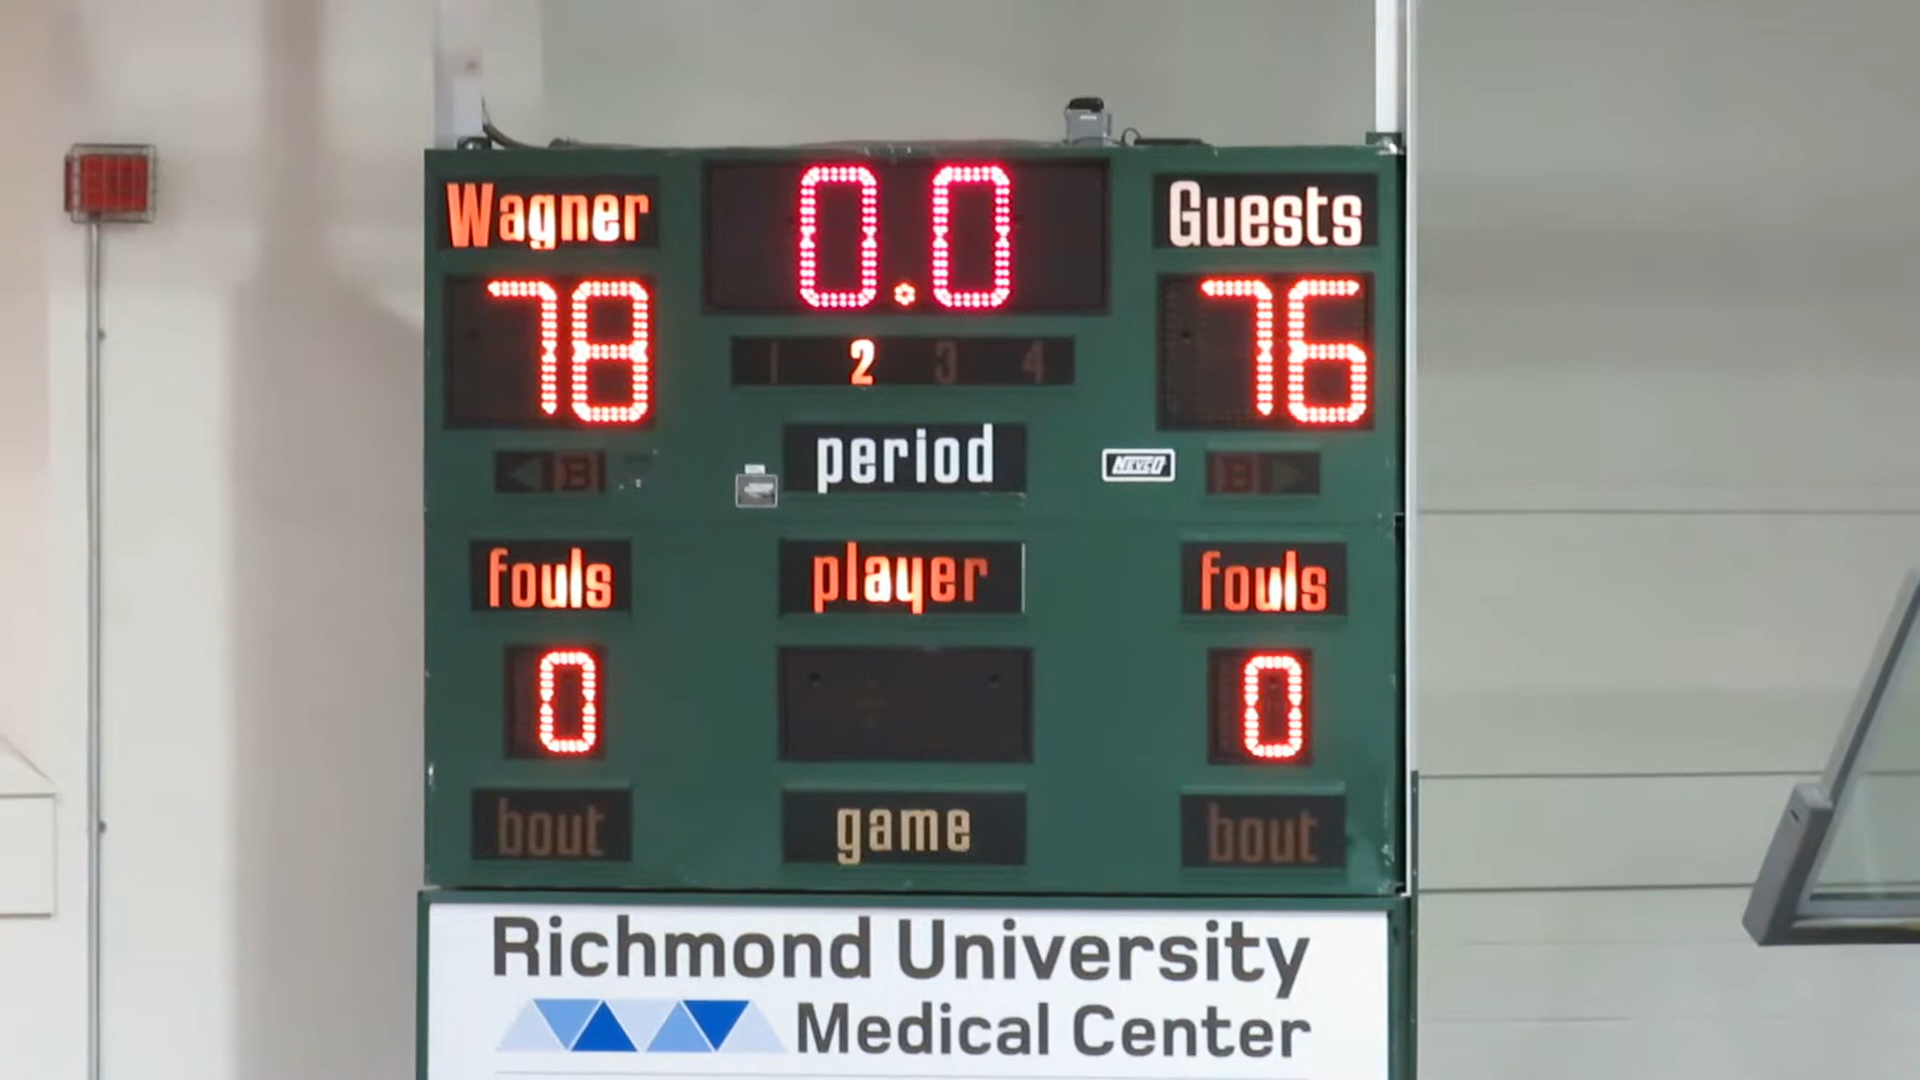 Wagner 0.0 Guests
78 76
1 2 3 4
period
B NEVCO B
fouls player fouls
0 0
bout game bout
Richmond University
Medical Center